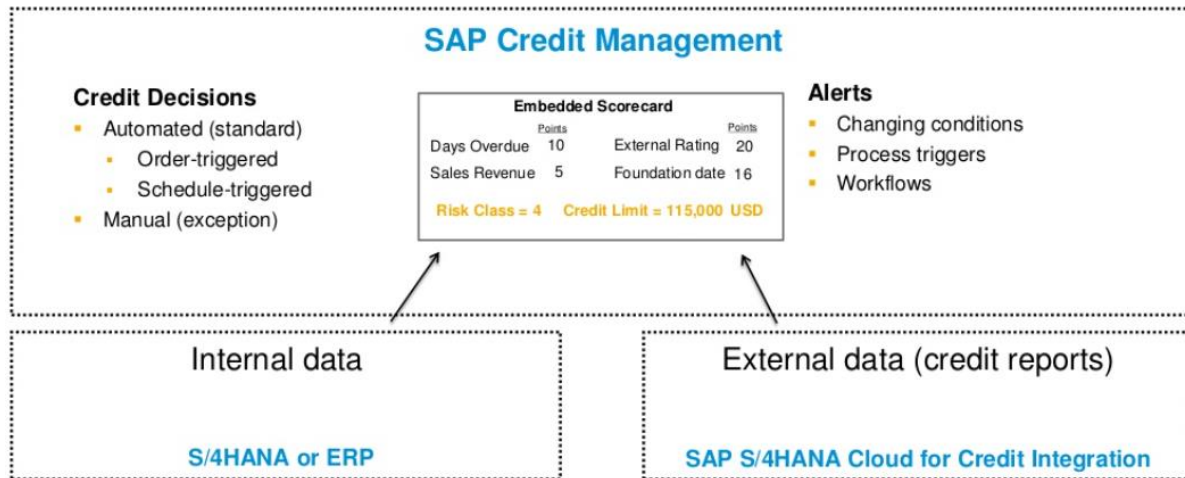 SAP Credit Management
Credit Decisions
Automated (standard)
Order-triggered
Schedule-triggered
Manual (exception)
Embedded Scorecard
Points Points
Days Overdue 10 External Rating 20
Sales Revenue 5 Foundation date 16
Risk Class = 4 Credit Limit = 115,000 USD
Alerts
Changing conditions
Process triggers
Workflows
Internal data
S/4HANA or ERP
External data (credit reports)
SAP S/4HANA Cloud for Credit Integration